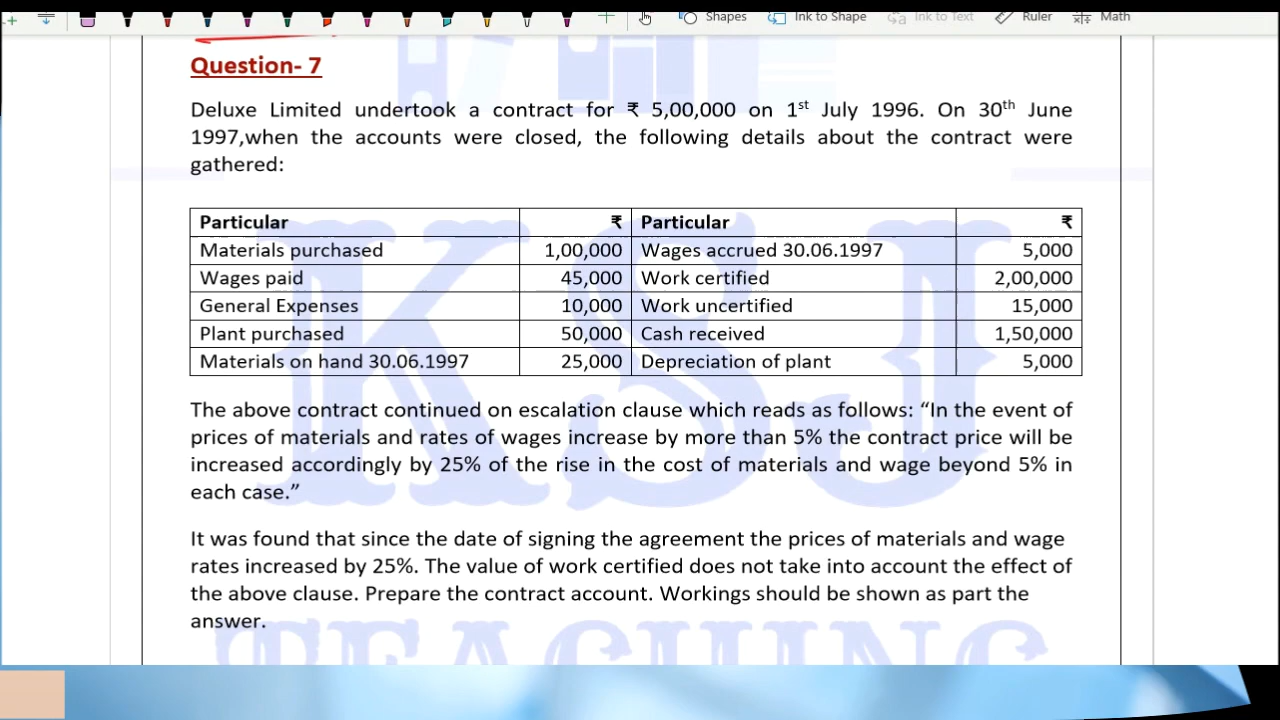 Shapes Ink to Shape Ink to Text Ruler Math
Question- 7
Deluxe Limited undertook a contract for ₹ 5,00,000 on 1st July 1996. On 30th June
1997,when the accounts were closed, the following details about the contract were
gathered:
Particular ₹ Particular ₹
Materials purchased 1,00,000 Wages accrued 30.06.1997 5,000
Wages paid 45,000 Work certified 2,00,000
General Expenses 10,000 Work uncertified 15,000
Plant purchased 50,000 Cash received 1,50,000
Materials on hand 30.06.1997 25,000 Depreciation of plant 5,000
The above contract continued on escalation clause which reads as follows: “In the event of
prices of materials and rates of wages increase by more than 5% the contract price will be
increased accordingly by 25% of the rise in the cost of materials and wage beyond 5% in
each case.”
It was found that since the date of signing the agreement the prices of materials and wage
rates increased by 25%. The value of work certified does not take into account the effect of
the above clause. Prepare the contract account. Workings should be shown as part the
answer.
KSJ
TEACHING